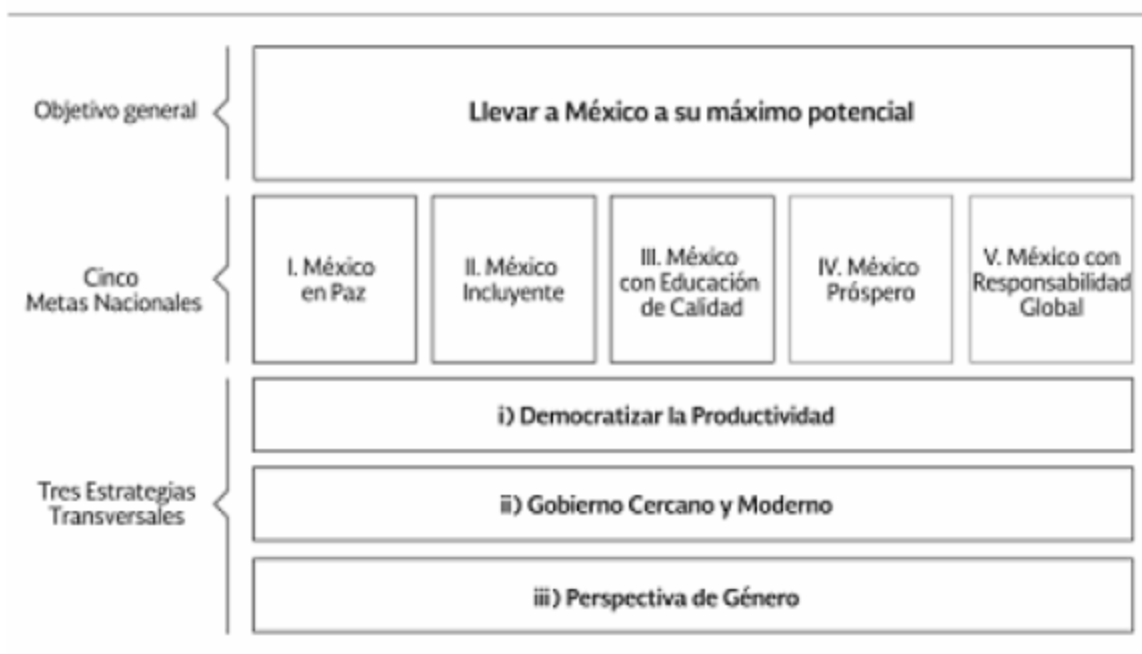 Objetivo general
Llevar a México a su máximo potencial
Cinco
Metas Nacionales
I. México
en Paz
II. México
Incluyente
III. México
con Educación
de Calidad
IV. México
Próspero
V. México con
Responsabilidad
Global
Tres Estrategias
Transversales
i) Democratizar la Productividad
ii) Gobierno Cercano y Moderno
iii) Perspectiva de Género